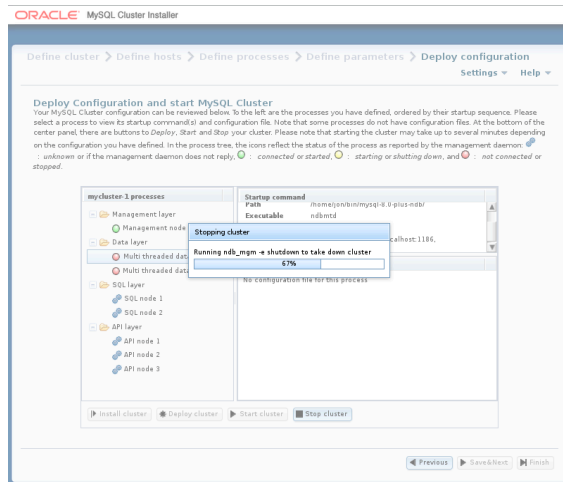 ORACLE® MySQL Cluster Installer
Define cluster ❯ Define hosts ❯ Define processes ❯ Define parameters ❯ Deploy configuration
Settings Help
Deploy Configuration and start MySQL Cluster
Your MySQL Cluster configuration can be reviewed below. To the left are the processes you have defined, ordered by their startup sequence. Please
select a process to view its startup command(s) and configuration file. Note that some processes do not have configuration files. At the bottom of the
center panel, there are buttons to Deploy, Start and Stop your cluster. Please note that starting the cluster may take up to several minutes depending
on the configuration you have defined. In the process tree, the icons reflect the status of the process as reported by the management daemon:
: unknown or if the management daemon does not reply, : connected or started, : starting or shutting down, and : not connected or
stopped.
mycluster-1 processes
Management layer
Management node
Data layer
Multi threaded data
Multi threaded data
SQL layer
SQL node 1
SQL node 2
API layer
API node 1
API node 2
API node 3
Startup command
Path /home/jon/bin/mysql-8.0-plus-ndb/
Executable ndbmtd
calhost:1186,
No configuration file for this process
Stopping cluster
Running ndb_mgm -e shutdown to take down cluster
67%
Install cluster Deploy cluster Start cluster Stop cluster
Previous Save&Next Finish